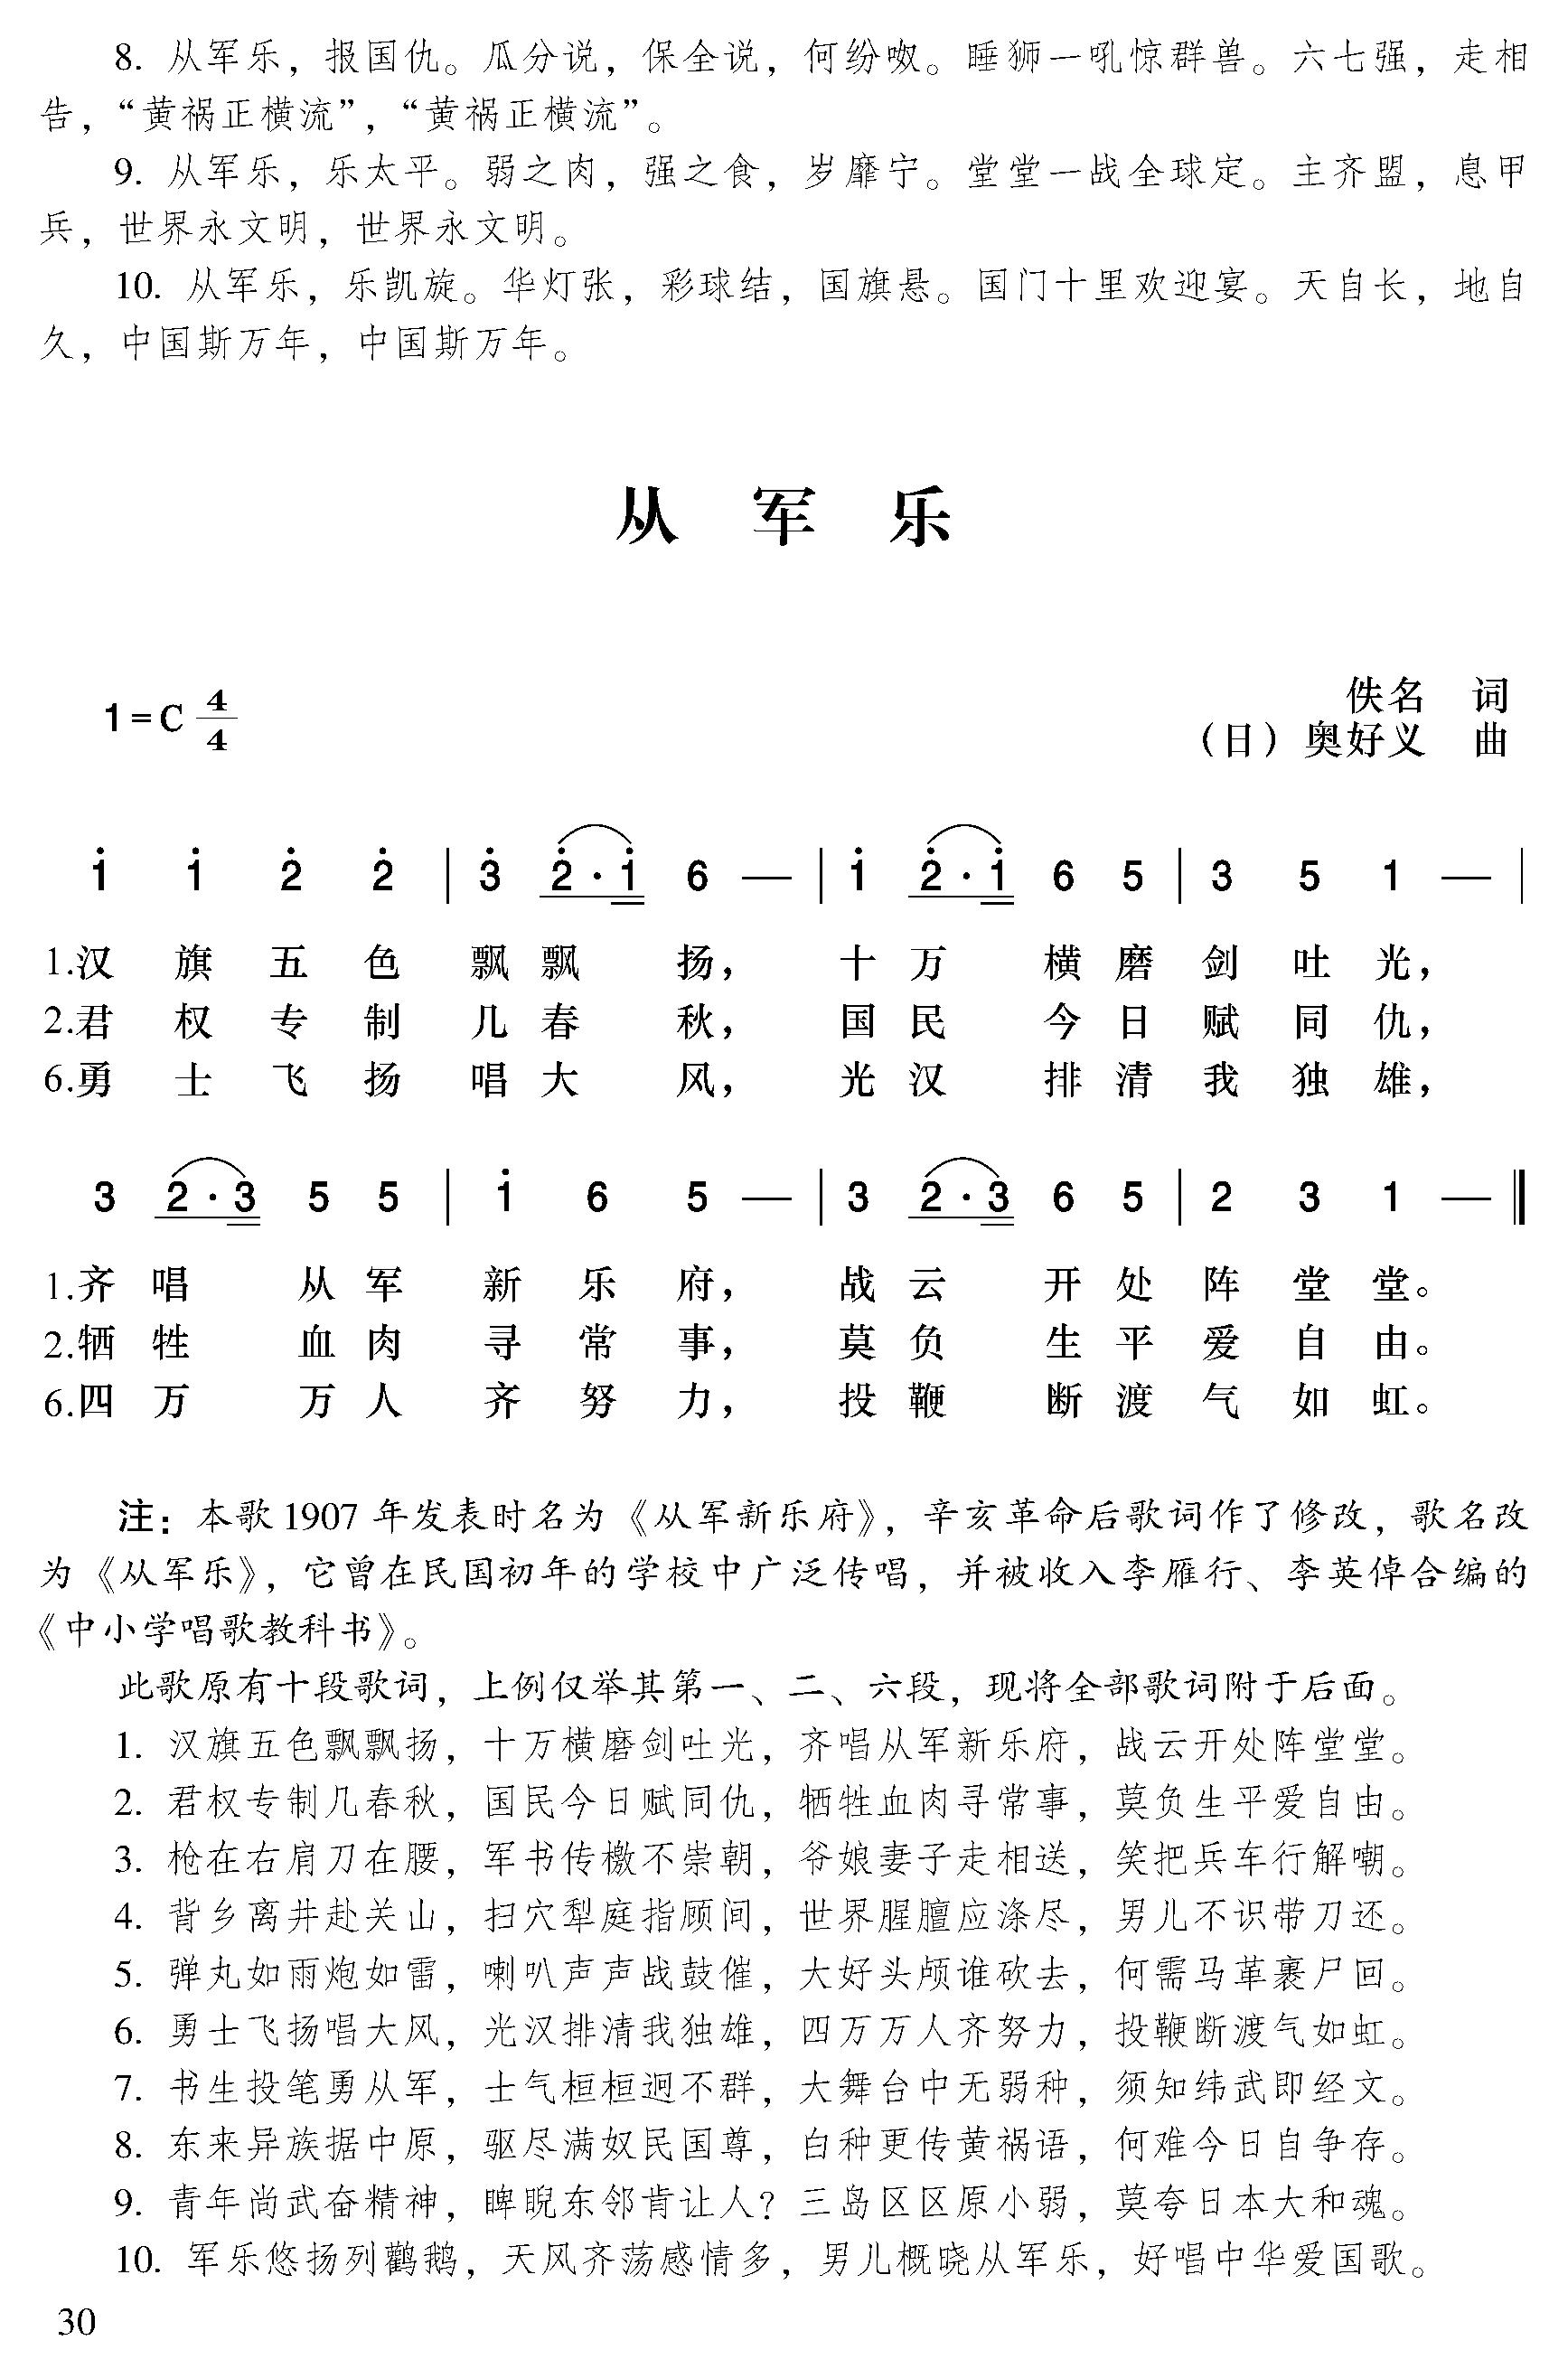 8. 从军乐，报国仇。瓜分说，保全说，何纷呶。睡狮一吼惊群兽。六七强，走相
告，“黄祸正横流”，“黄祸正横流”。
9. 从军乐，乐太平。弱之肉，强之食，岁靡宁。堂堂一战全球定。主齐盟，息甲
兵，世界永文明，世界永文明。
10. 从军乐，乐凯旋。华灯张，彩球结，国旗悬。国门十里欢迎宴。天自长，地自
久，中国斯万年，中国斯万年。
从 军 乐
1=C 4/4
佚名 词
（日）奥好义 曲
1̇ 1̇ 2̇ 2̇ | 3̇ 2̇·1̇ 6 — | 1̇ 2̇·1̇ 6 5 | 3 5 1 — |
1.汉 旗 五 色 飘 飘 扬， 十 万 横 磨 剑 吐 光，
2.君 权 专 制 几 春 秋， 国 民 今 日 赋 同 仇，
6.勇 士 飞 扬 唱 大 风， 光 汉 排 清 我 独 雄，
3 2·3 5 5 | 1̇ 6 5 — | 3 2·3 6 5 | 2 3 1 — ‖
1.齐 唱 从 军 新 乐 府， 战 云 开 处 阵 堂 堂。
2.牺 牲 血 肉 寻 常 事， 莫 负 生 平 爱 自 由。
6.四 万 万 人 齐 努 力， 投 鞭 断 渡 气 如 虹。
注：本歌1907年发表时名为《从军新乐府》，辛亥革命后歌词作了修改，歌名改
为《从军乐》，它曾在民国初年的学校中广泛传唱，并被收入李雁行、李英倬合编的
《中小学唱歌教科书》。
此歌原有十段歌词，上例仅举其第一、二、六段，现将全部歌词附于后面。
1. 汉旗五色飘飘扬，十万横磨剑吐光，齐唱从军新乐府，战云开处阵堂堂。
2. 君权专制几春秋，国民今日赋同仇，牺牲血肉寻常事，莫负生平爱自由。
3. 枪在右肩刀在腰，军书传檄不崇朝，爷娘妻子走相送，笑把兵车行解嘲。
4. 背乡离井赴关山，扫穴犁庭指顾间，世界腥膻应涤尽，男儿不识带刀还。
5. 弹丸如雨炮如雷，喇叭声声战鼓催，大好头颅谁砍去，何需马革裹尸回。
6. 勇士飞扬唱大风，光汉排清我独雄，四万万人齐努力，投鞭断渡气如虹。
7. 书生投笔勇从军，士气桓桓迥不群，大舞台中无弱种，须知纬武即经文。
8. 东来异族据中原，驱尽满奴民国尊，白种更传黄祸语，何难今日自争存。
9. 青年尚武奋精神，睥睨东邻肯让人？三岛区区原小弱，莫夸日本大和魂。
10. 军乐悠扬列鹳鹅，天风齐荡感情多，男儿概晓从军乐，好唱中华爱国歌。
30